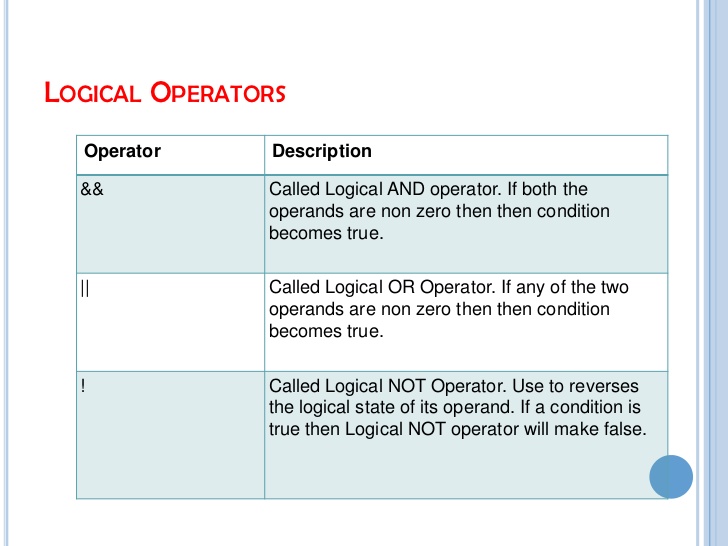 LOGICAL OPERATORS
Operator Description
&& Called Logical AND operator. If both the
operands are non zero then then condition
becomes true.
|| Called Logical OR Operator. If any of the two
operands are non zero then then condition
becomes true.
! Called Logical NOT Operator. Use to reverses
the logical state of its operand. If a condition is
true then Logical NOT operator will make false.